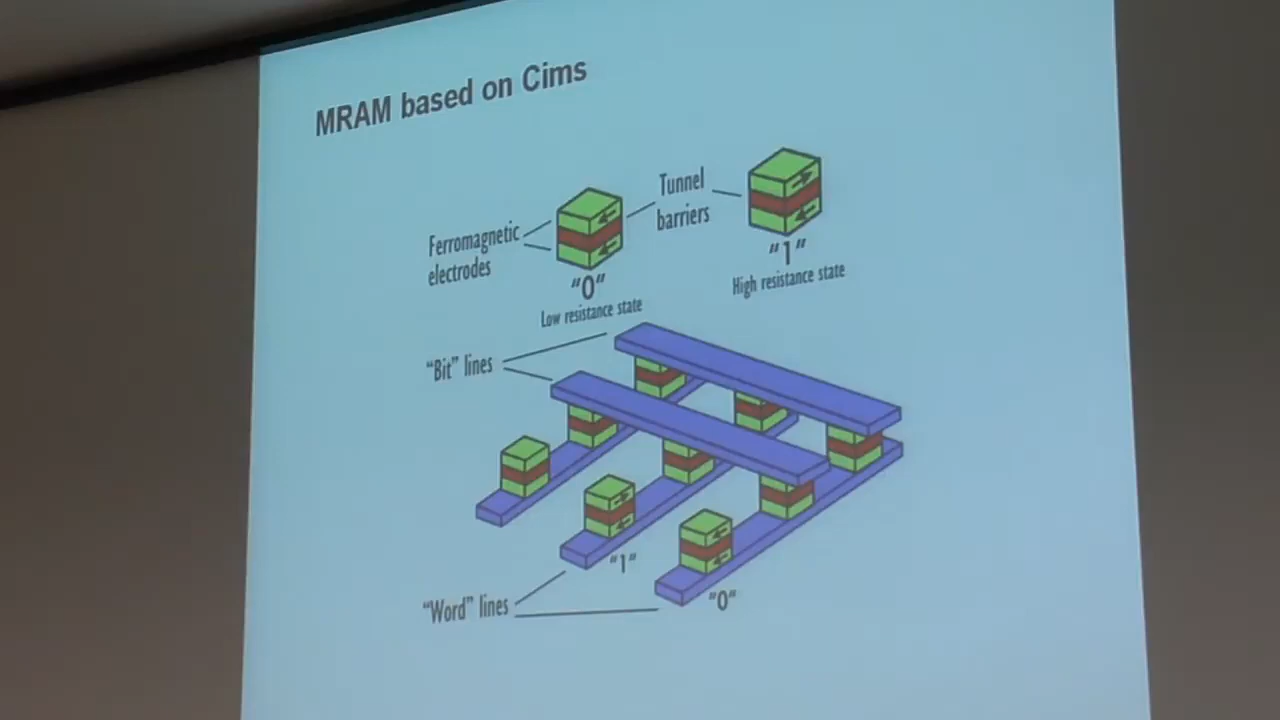 MRAM based on Cims
Tunnel
barriers
Ferromagnetic
electrodes
"0"
Low resistance state
"1"
High resistance state
"Bit" lines
"1"
"0"
"Word" lines